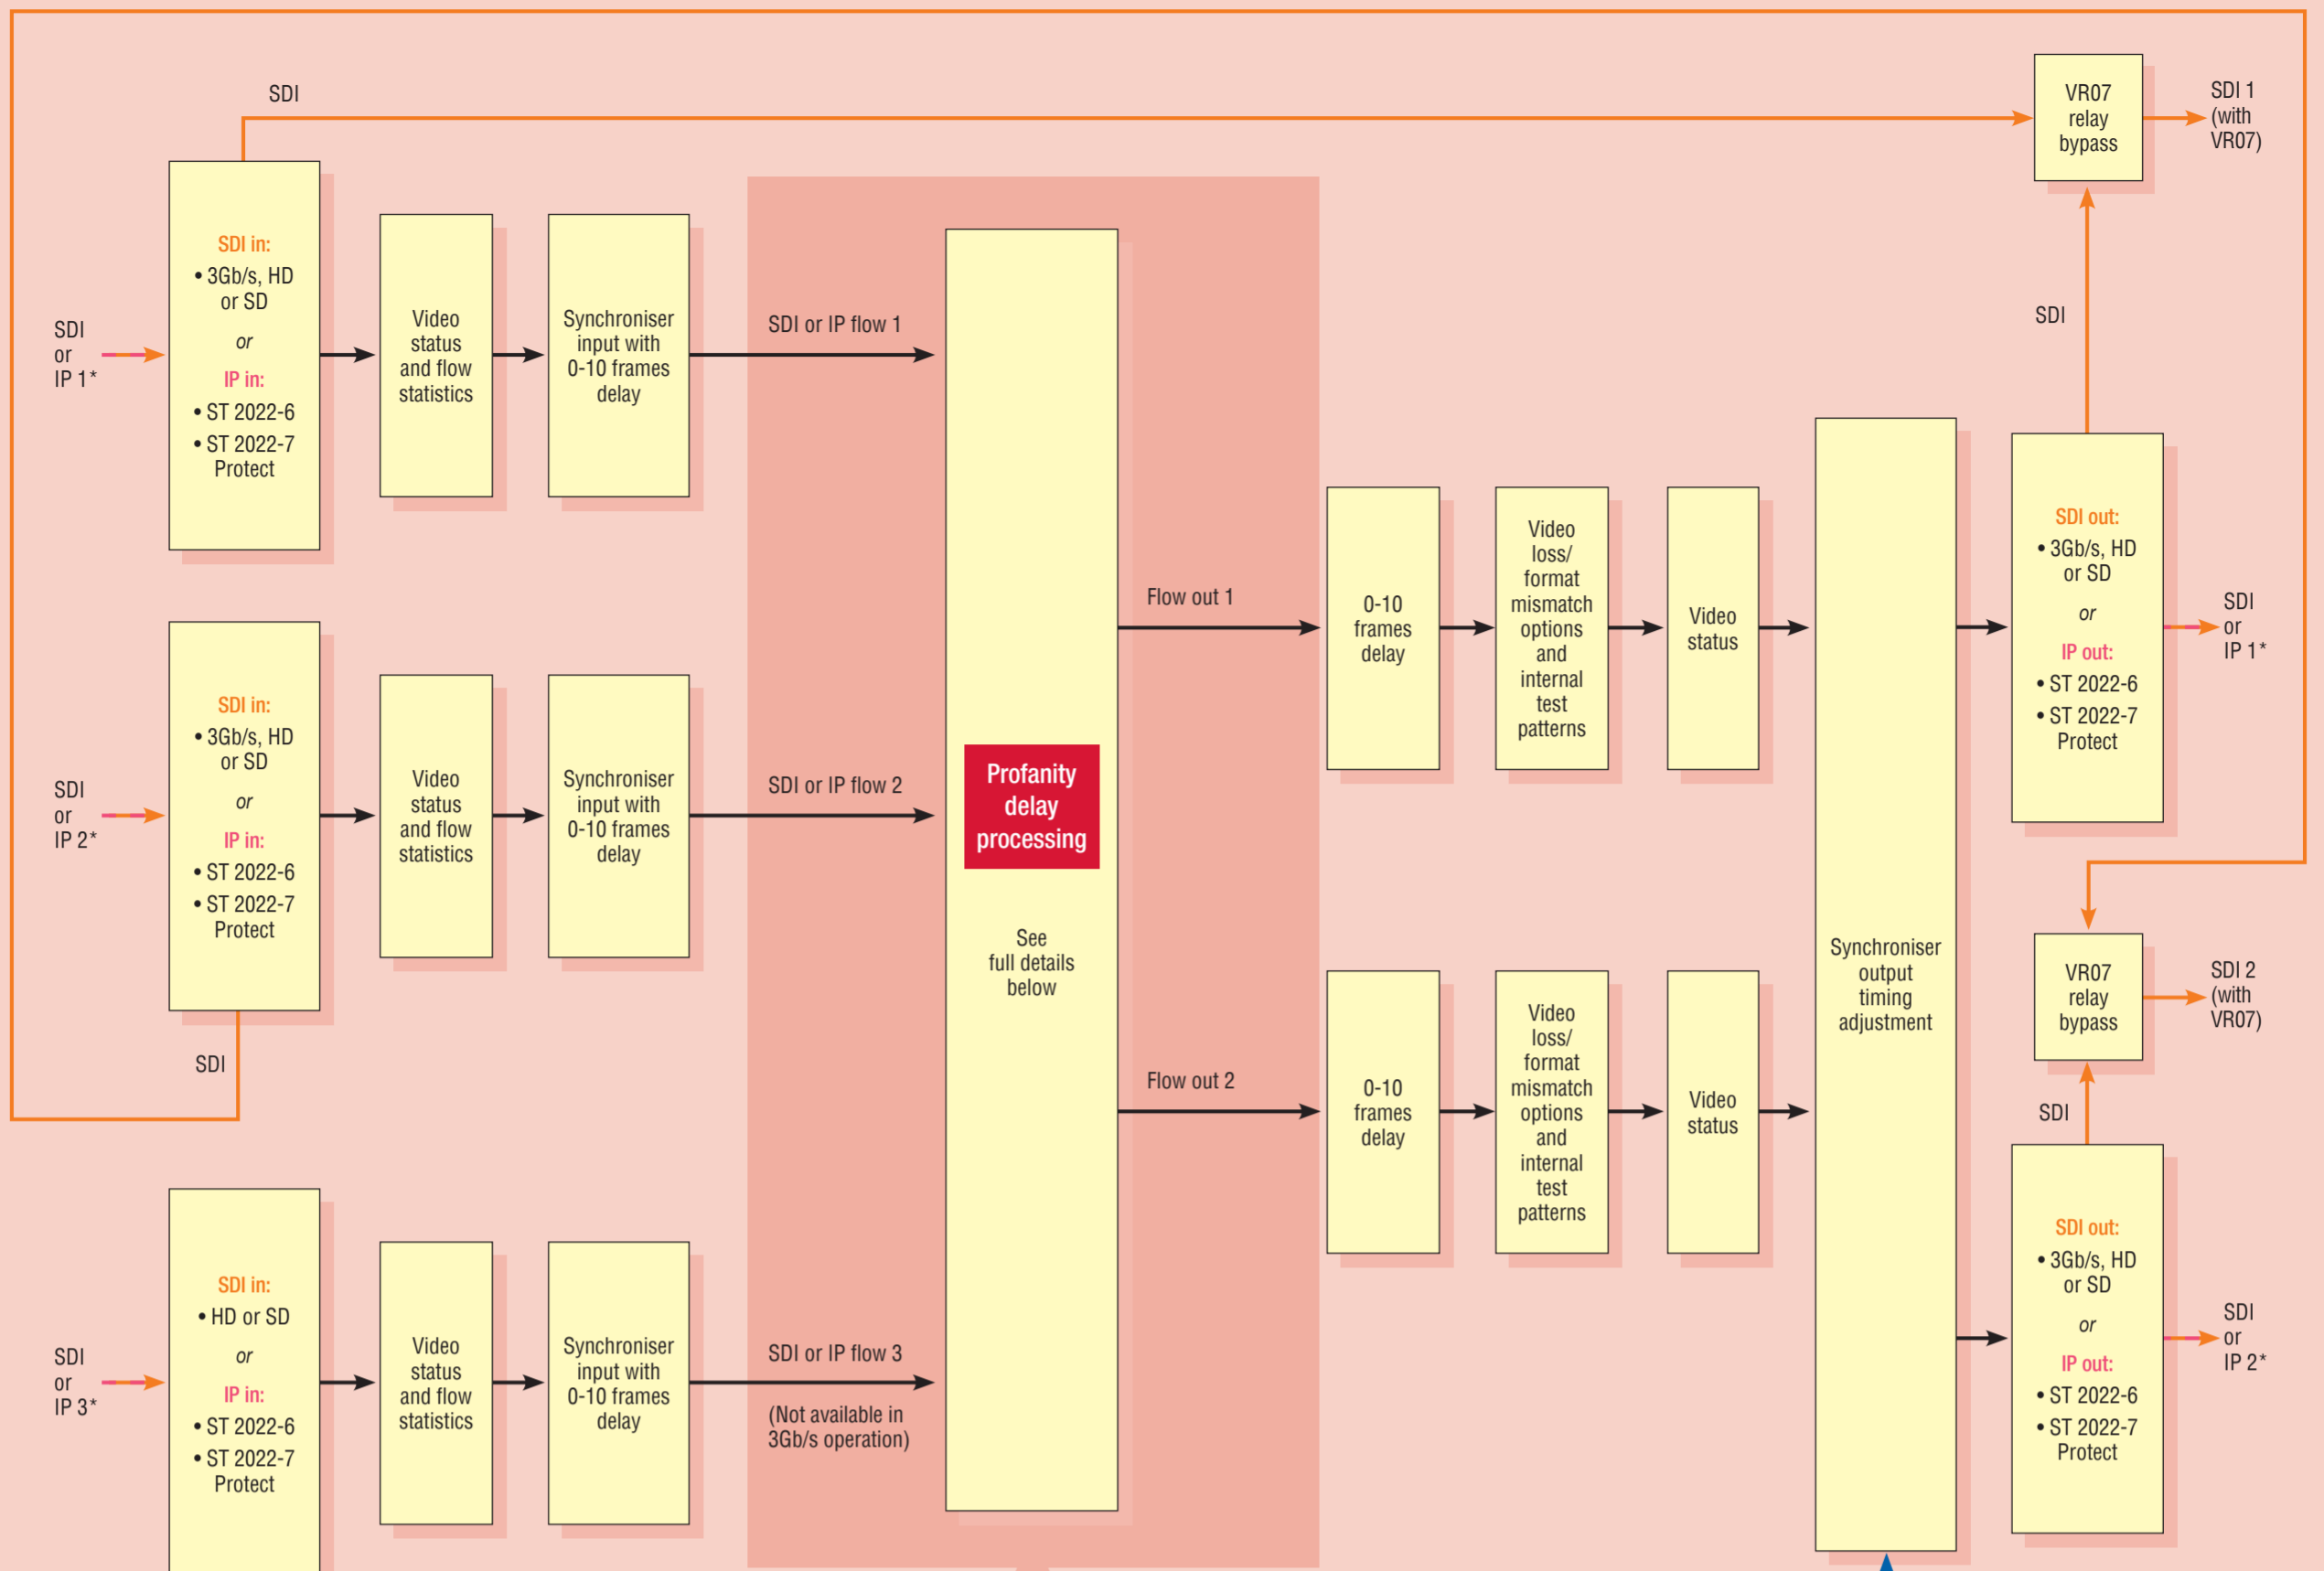 SDI
VR07
relay
bypass
SDI 1
(with
VR07)
SDI
or
IP 1*
SDI in:
• 3Gb/s, HD
or SD
or
IP in:
• ST 2022-6
• ST 2022-7
Protect
Video
status
and flow
statistics
Synchroniser
input with
0-10 frames
delay
SDI or IP flow 1
SDI
SDI
or
IP 2*
SDI in:
• 3Gb/s, HD
or SD
or
IP in:
• ST 2022-6
• ST 2022-7
Protect
SDI
Video
status
and flow
statistics
Synchroniser
input with
0-10 frames
delay
SDI or IP flow 2
SDI
or
IP 3*
SDI in:
• HD or SD
or
IP in:
• ST 2022-6
• ST 2022-7
Protect
Video
status
and flow
statistics
Synchroniser
input with
0-10 frames
delay
SDI or IP flow 3
(Not available in
3Gb/s operation)
Profanity
delay
processing
See
full details
below
Flow out 1
0-10
frames
delay
Video
loss/
format
mismatch
options
and
internal
test
patterns
Video
status
Flow out 2
0-10
frames
delay
Video
loss/
format
mismatch
options
and
internal
test
patterns
Video
status
Synchroniser
output
timing
adjustment
SDI out:
• 3Gb/s, HD
or SD
or
IP out:
• ST 2022-6
• ST 2022-7
Protect
SDI
or
IP 1*
VR07
relay
bypass
SDI 2
(with
VR07)
SDI
SDI out:
• 3Gb/s, HD
or SD
or
IP out:
• ST 2022-6
• ST 2022-7
Protect
SDI
or
IP 2*